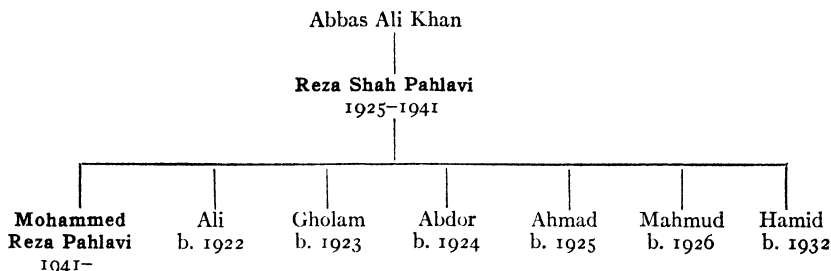 Abbas Ali Khan
Reza Shah Pahlavi
1925–1941
Mohammed
Reza Pahlavi
1941–
Ali
b. 1922
Gholam
b. 1923
Abdor
b. 1924
Ahmad
b. 1925
Mahmud
b. 1926
Hamid
b. 1932